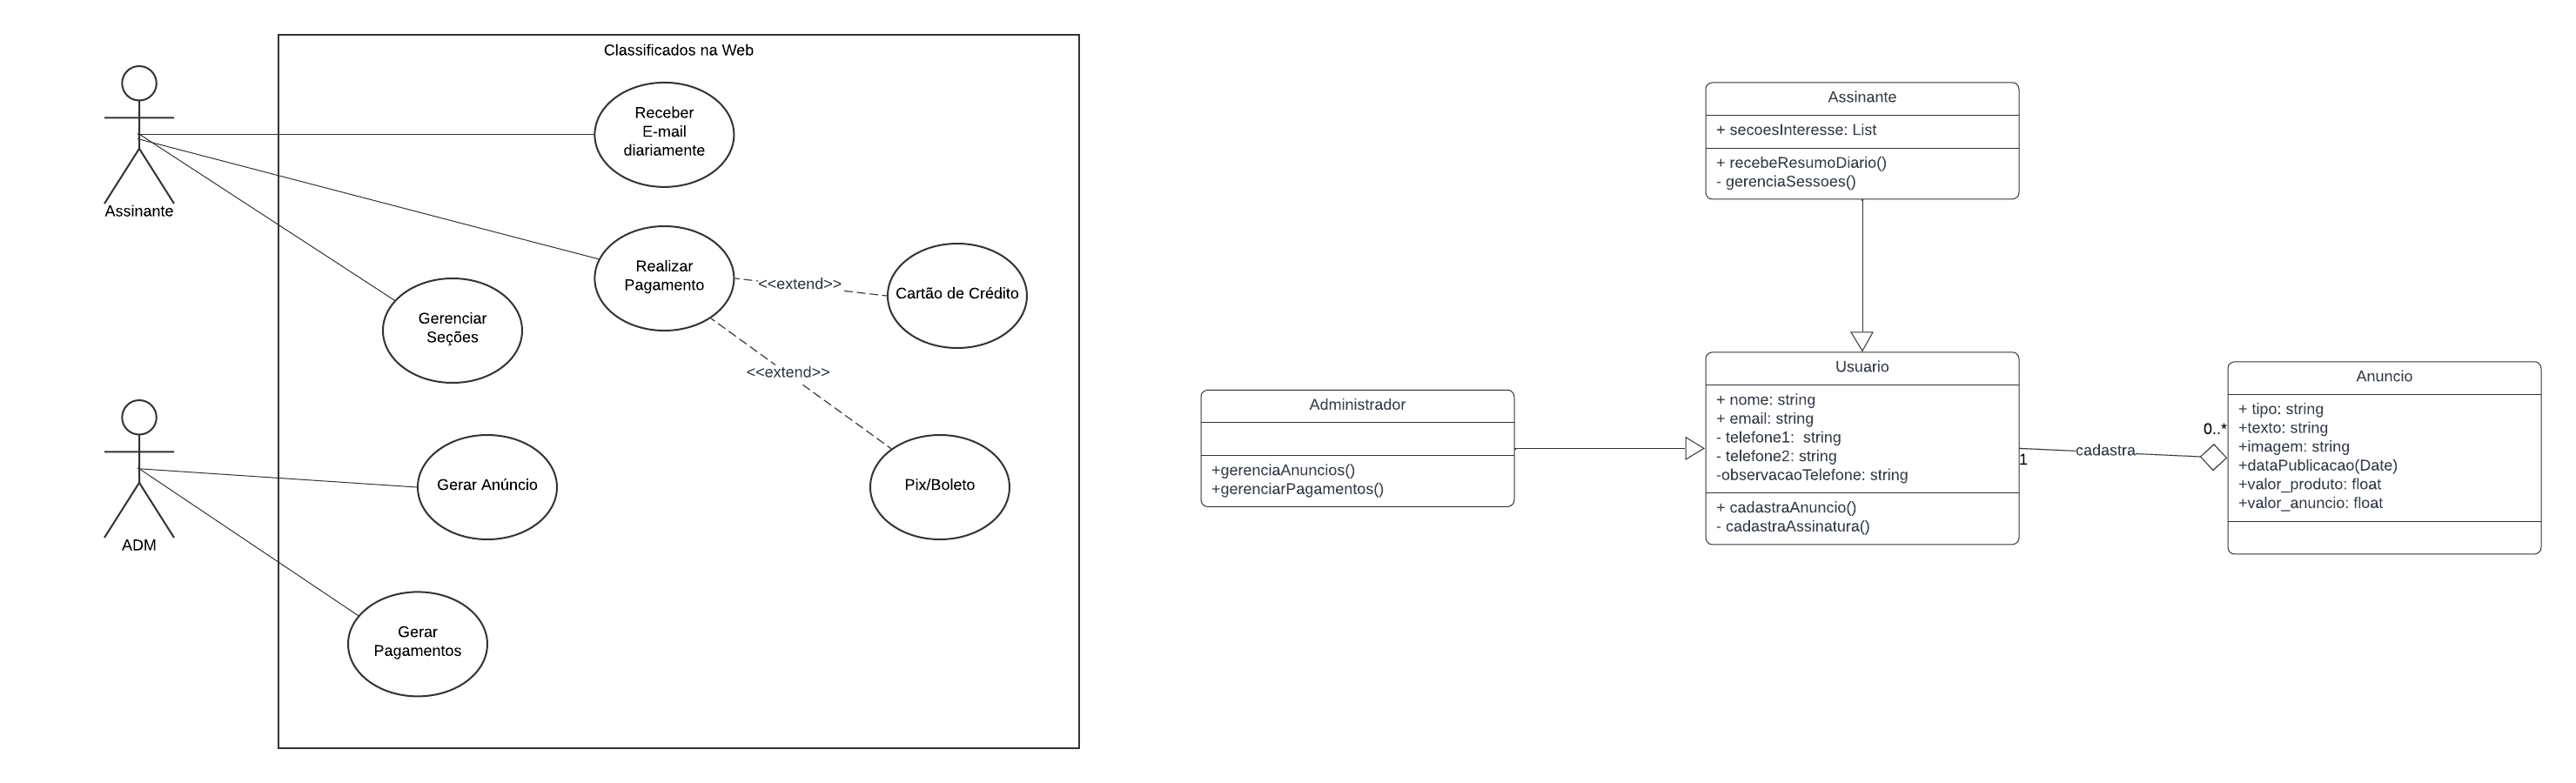 Classificados na Web
Receber
E-mail
diariamente
Assinante
Realizar
Pagamento
<<extend>>
Cartão de Crédito
Gerenciar
Seções
<<extend>>
Gerar Anúncio
Pix/Boleto
ADM
Gerar
Pagamentos
Assinante
+ secoesInteresse: List
+ recebeResumoDiario()
- gerenciaSessoes()
Administrador
+gerenciaAnuncios()
+gerenciarPagamentos()
Usuario
+ nome: string
+ email: string
- telefone1:  string
- telefone2: string
-observacaoTelefone: string
+ cadastraAnuncio()
- cadastraAssinatura()
1
cadastra
0..*
Anuncio
+ tipo: string
+texto: string
+imagem: string
+dataPublicacao(Date)
+valor_produto: float
+valor_anuncio: float